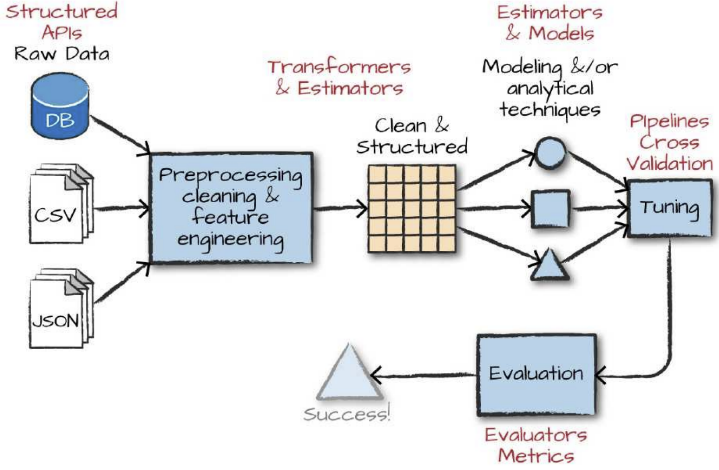 Structured
APIs
Raw Data
DB
CSV
JSON
Transformers
& Estimators
Preprocessing
cleaning &
feature
engineering
Clean &
Structured
Estimators
& Models
Modeling &/or
analytical
techniques
Pipelines
Cross
Validation
Tuning
Evaluation
Evaluators
Metrics
Success!